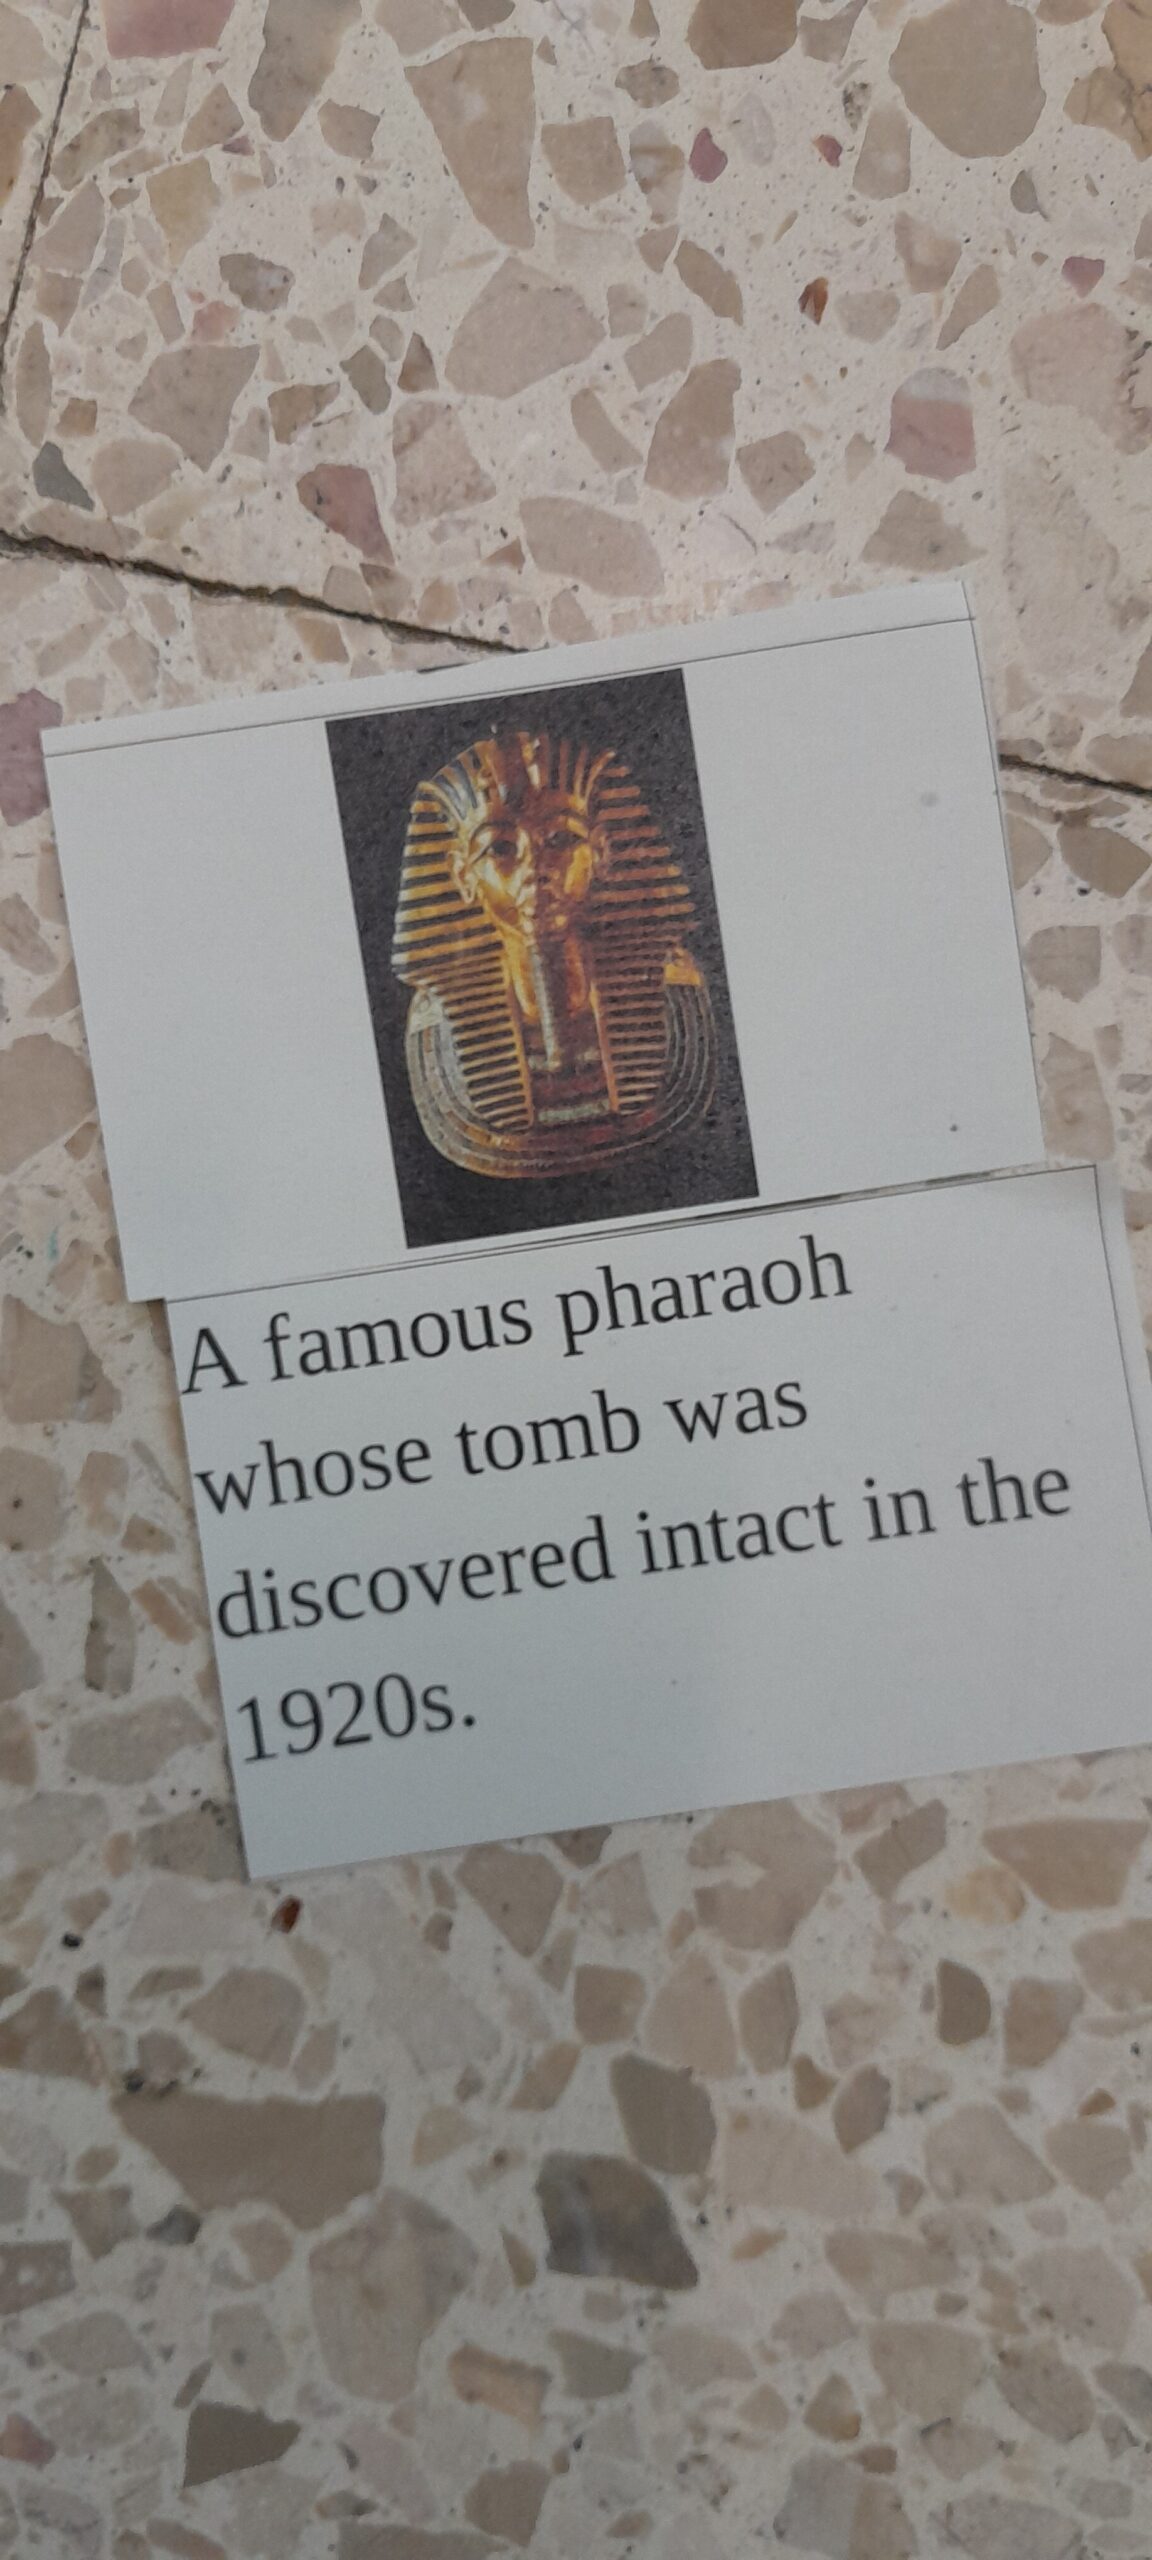 A famous pharaoh
whose tomb was
discovered intact in the
1920s.